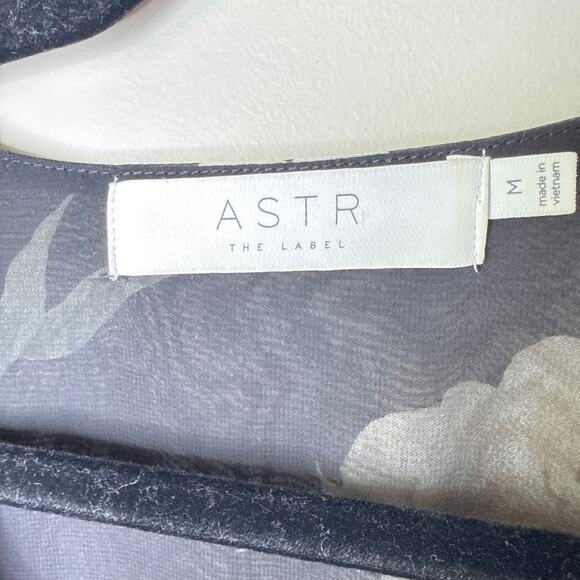 ASTR
THE LABEL
M
made in
vietnam